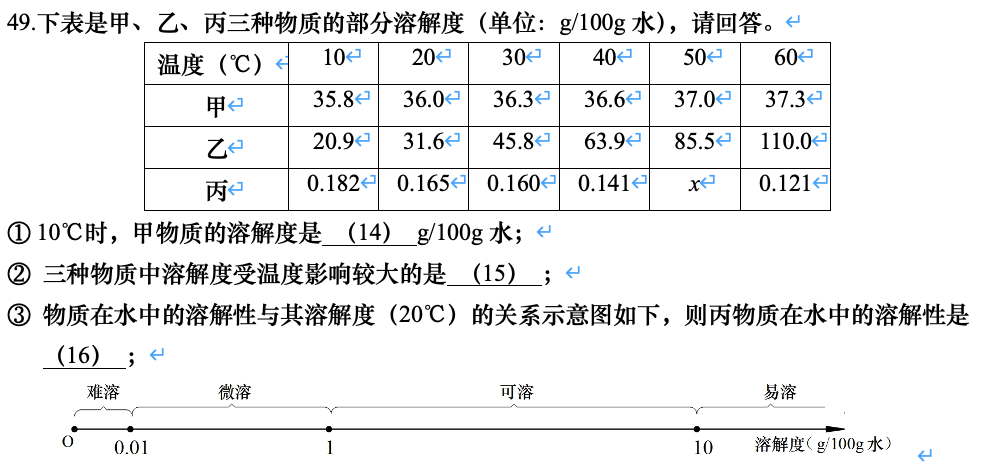 49.下表是甲、乙、丙三种物质的部分溶解度（单位：g/100g 水），请回答。
温度（℃） 10 20 30 40 50 60
甲 35.8 36.0 36.3 36.6 37.0 37.3
乙 20.9 31.6 45.8 63.9 85.5 110.0
丙 0.182 0.165 0.160 0.141 x 0.121
① 10℃时，甲物质的溶解度是 （14） g/100g 水；
② 三种物质中溶解度受温度影响较大的是 （15） ；
③ 物质在水中的溶解性与其溶解度（20℃）的关系示意图如下，则丙物质在水中的溶解性是
（16） ；
难溶 微溶 可溶 易溶
O 0.01 1 10 溶解度（g/100g 水）